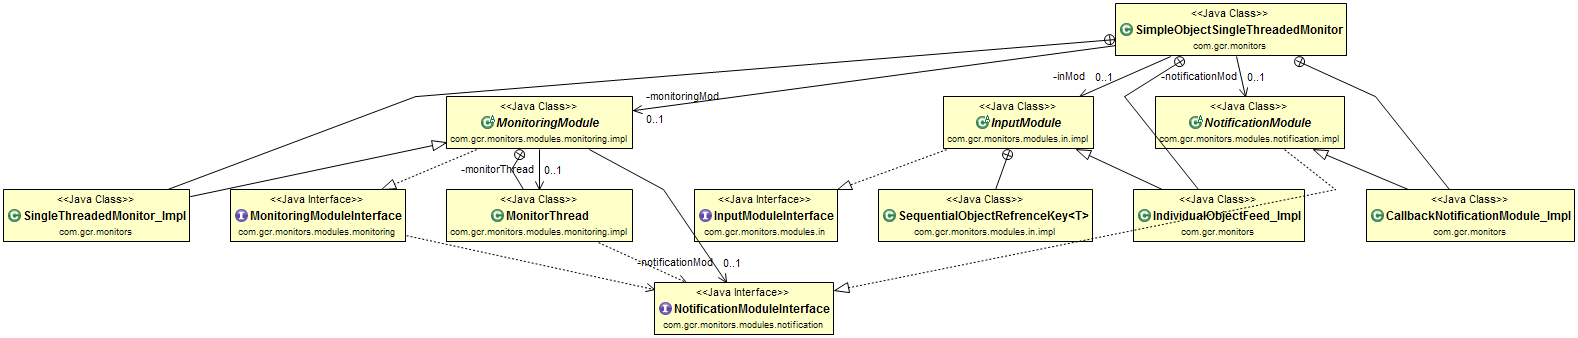 <<Java Class>>
SimpleObjectSingleThreadedMonitor
com.gcr.monitors
-inMod
0..1
-notificationMod
0..1
-monitoringMod
0..1
<<Java Class>>
MonitoringModule
com.gcr.monitors.modules.monitoring.impl
<<Java Class>>
InputModule
com.gcr.monitors.modules.in.impl
<<Java Class>>
NotificationModule
com.gcr.monitors.modules.notification.impl
-monitorThread
0..1
<<Java Class>>
SingleThreadedMonitor_Impl
com.gcr.monitors
<<Java Interface>>
MonitoringModuleInterface
com.gcr.monitors.modules.monitoring
<<Java Class>>
MonitorThread
com.gcr.monitors.modules.monitoring.impl
<<Java Interface>>
InputModuleInterface
com.gcr.monitors.modules.in
<<Java Class>>
SequentialObjectRefrenceKey<T>
com.gcr.monitors.modules.in.impl
<<Java Class>>
IndividualObjectFeed_Impl
com.gcr.monitors
<<Java Class>>
CallbackNotificationModule_Impl
com.gcr.monitors
-notificationMod
0..1
<<Java Interface>>
NotificationModuleInterface
com.gcr.monitors.modules.notification